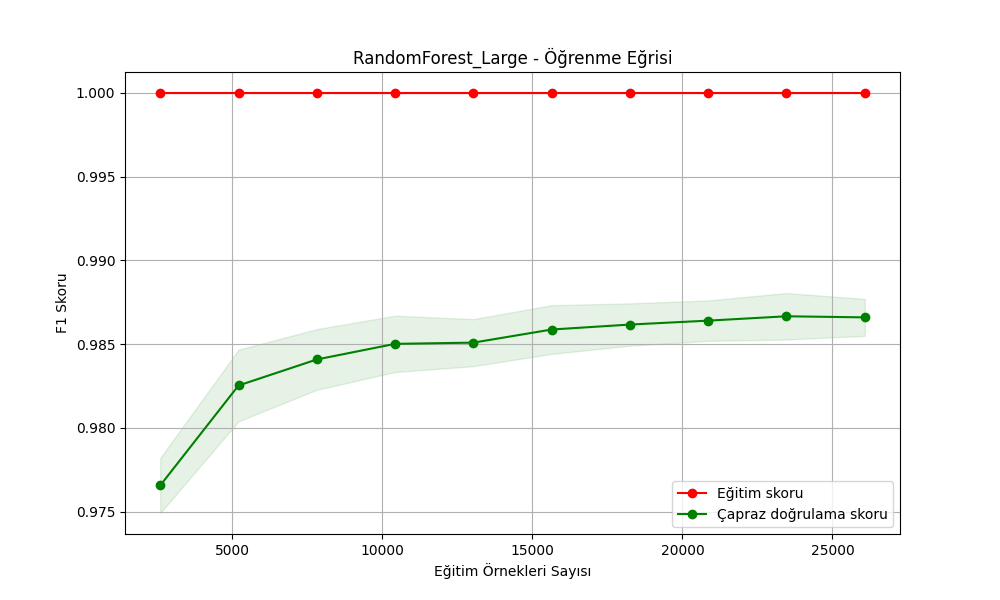 RandomForest_Large - Öğrenme Eğrisi
1.000
0.995
0.990
0.985
0.980
0.975
F1 Skoru
Eğitim skoru
Çapraz doğrulama skoru
5000 10000 15000 20000 25000
Eğitim Örnekleri Sayısı